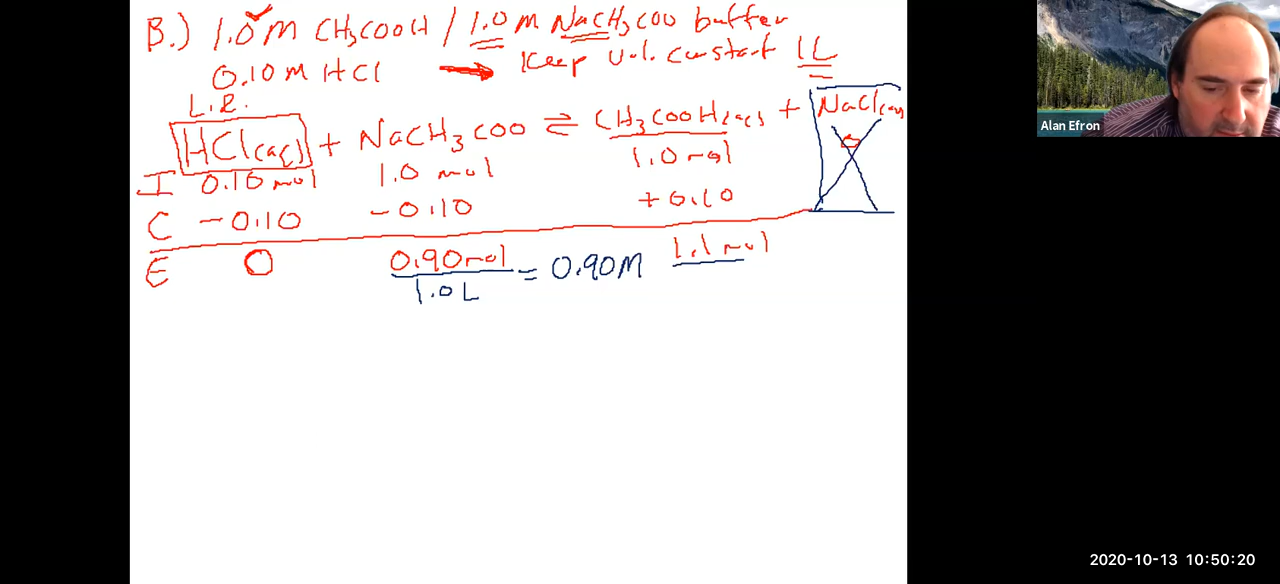 B.) 1.0 M CH3COOH / 1.0 M NaCH3COO buffer
0.10 M HCl → Keep vol. constant 1L
L.R.
HCl(aq) + NaCH3COO ⇌ CH3COOH(aq) + NaCl(aq)
I 0.10 mol 1.0 mol 1.0 mol 0
C -0.10 -0.10 +0.10
E 0 0.90 mol / 1.0 L = 0.90 M 1.1 mol
Alan Efron
2020-10-13 10:50:20